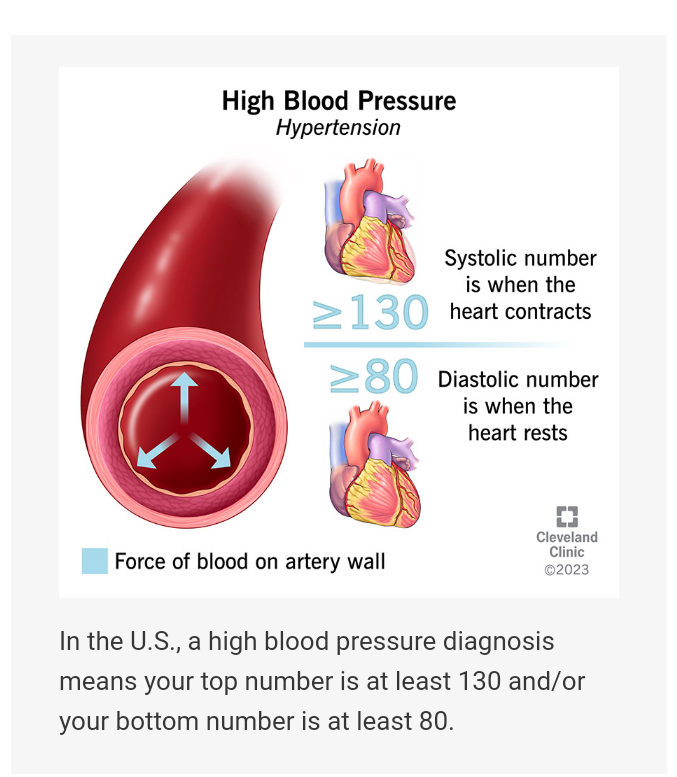 High Blood Pressure
Hypertension
Systolic number
is when the
heart contracts
≥130
≥80
Diastolic number
is when the
heart rests
Force of blood on artery wall
Cleveland
Clinic
©2023
In the U.S., a high blood pressure diagnosis
means your top number is at least 130 and/or
your bottom number is at least 80.